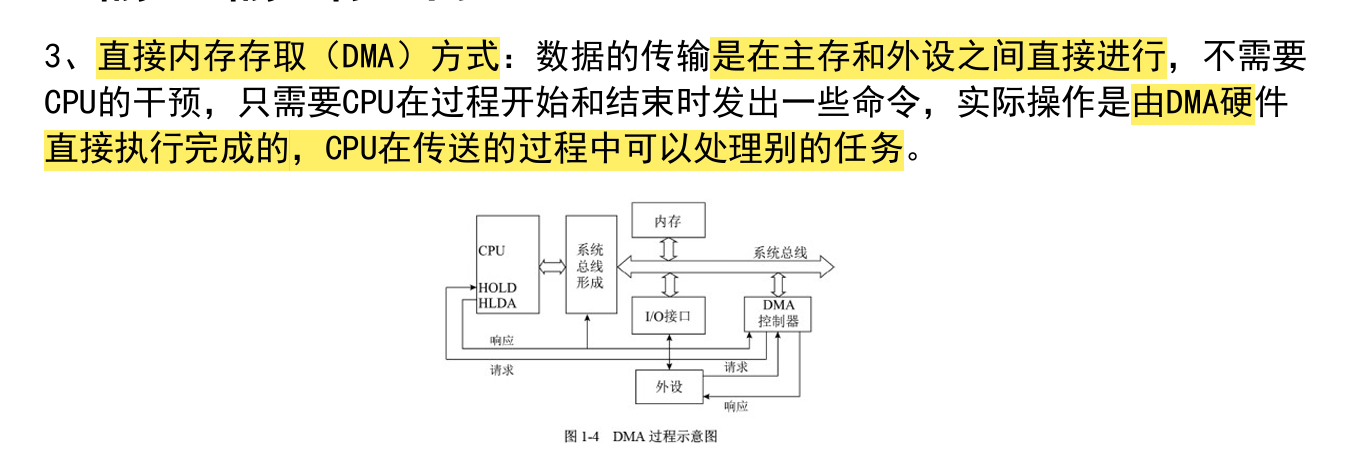 3、直接内存存取（DMA）方式：数据的传输是在主存和外设之间直接进行，不需要
CPU的干预，只需要CPU在过程开始和结束时发出一些命令，实际操作是由DMA硬件
直接执行完成的，CPU在传送的过程中可以处理别的任务。
内存
CPU
系统
总线
形成
系统总线
HOLD
HLDA
I/O接口
DMA
控制器
响应
请求
请求
外设
响应
图 1-4 DMA 过程示意图